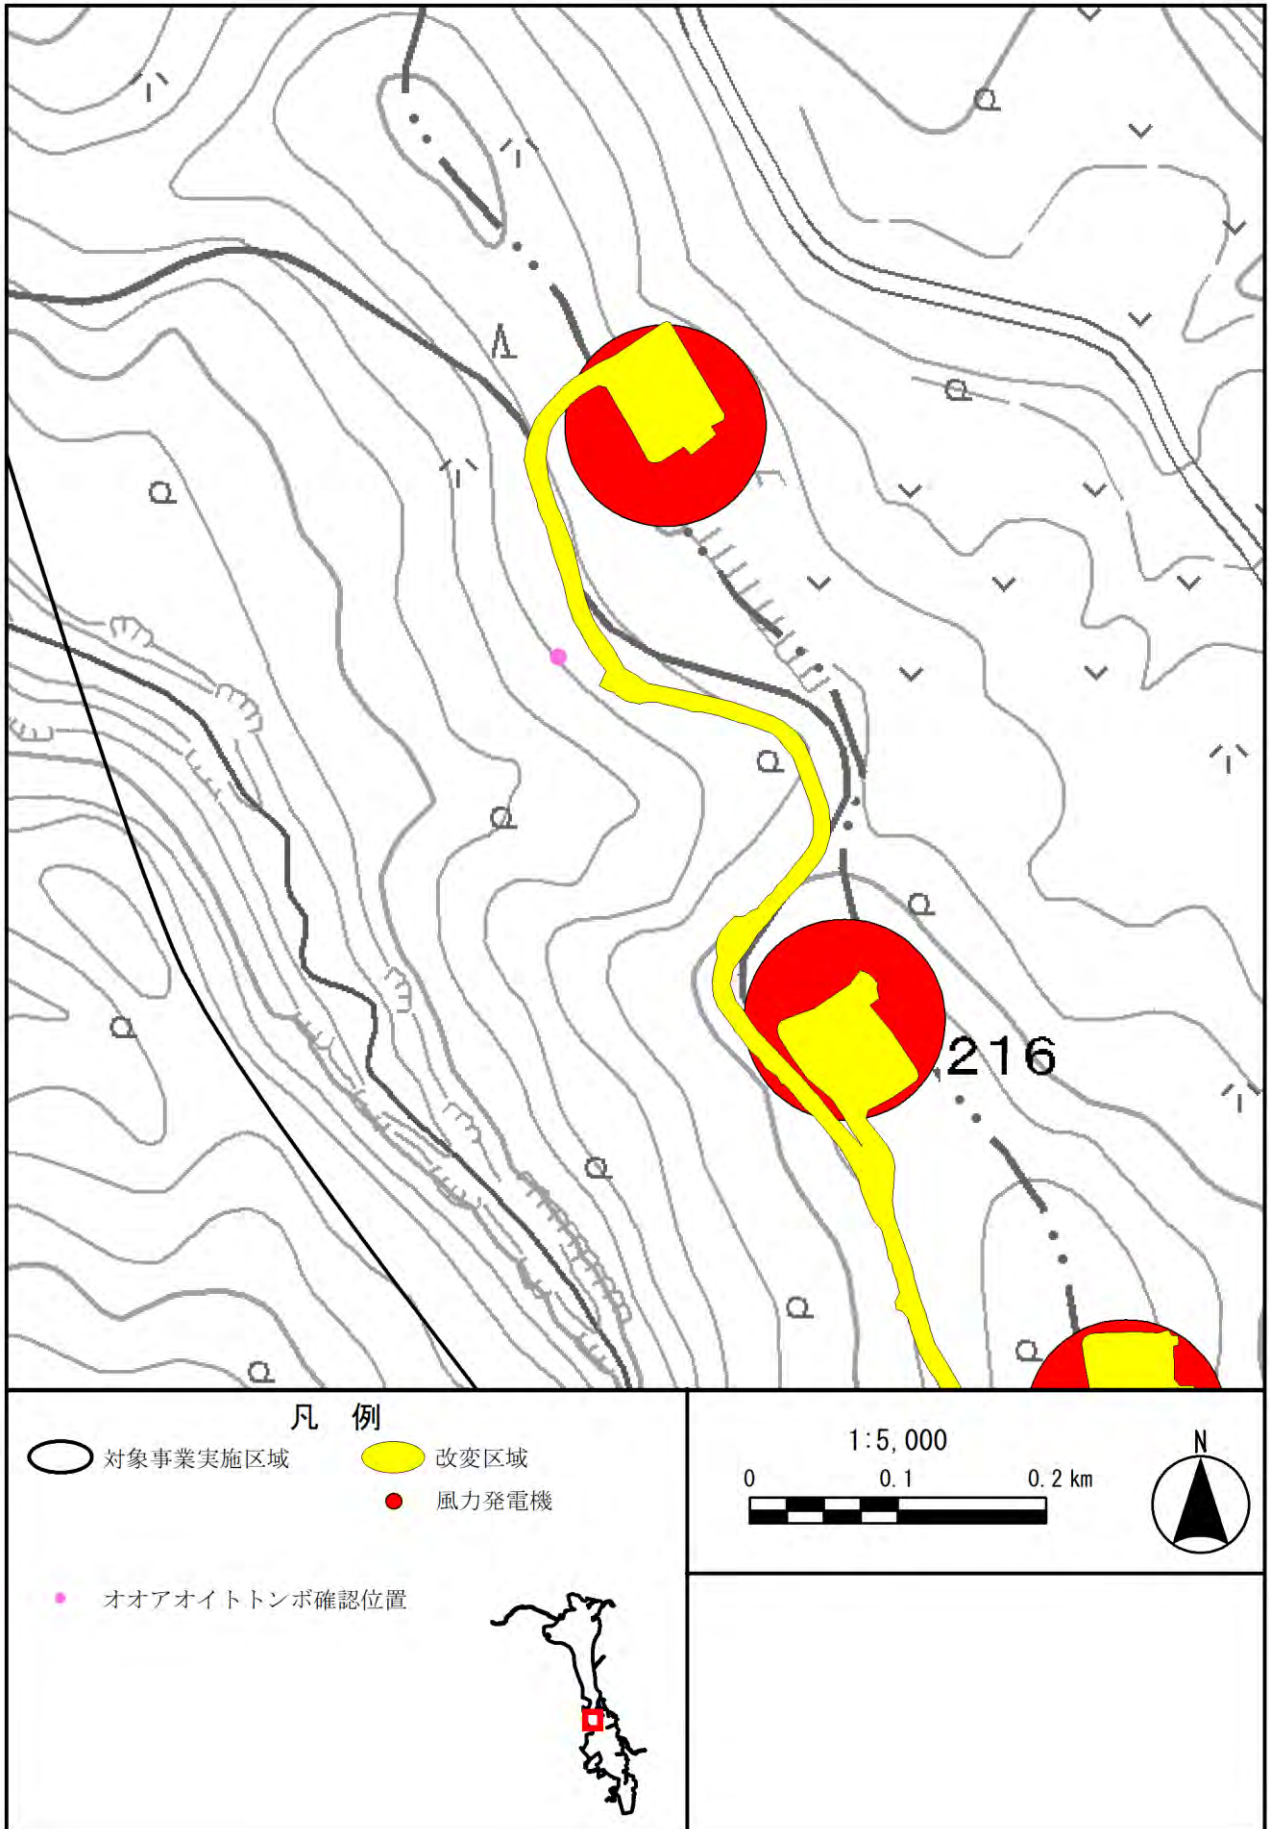 216
凡 例
対象事業実施区域
改変区域
風力発電機
オオアオイトトンボ確認位置
1:5,000
0 0.1 0.2 km
N